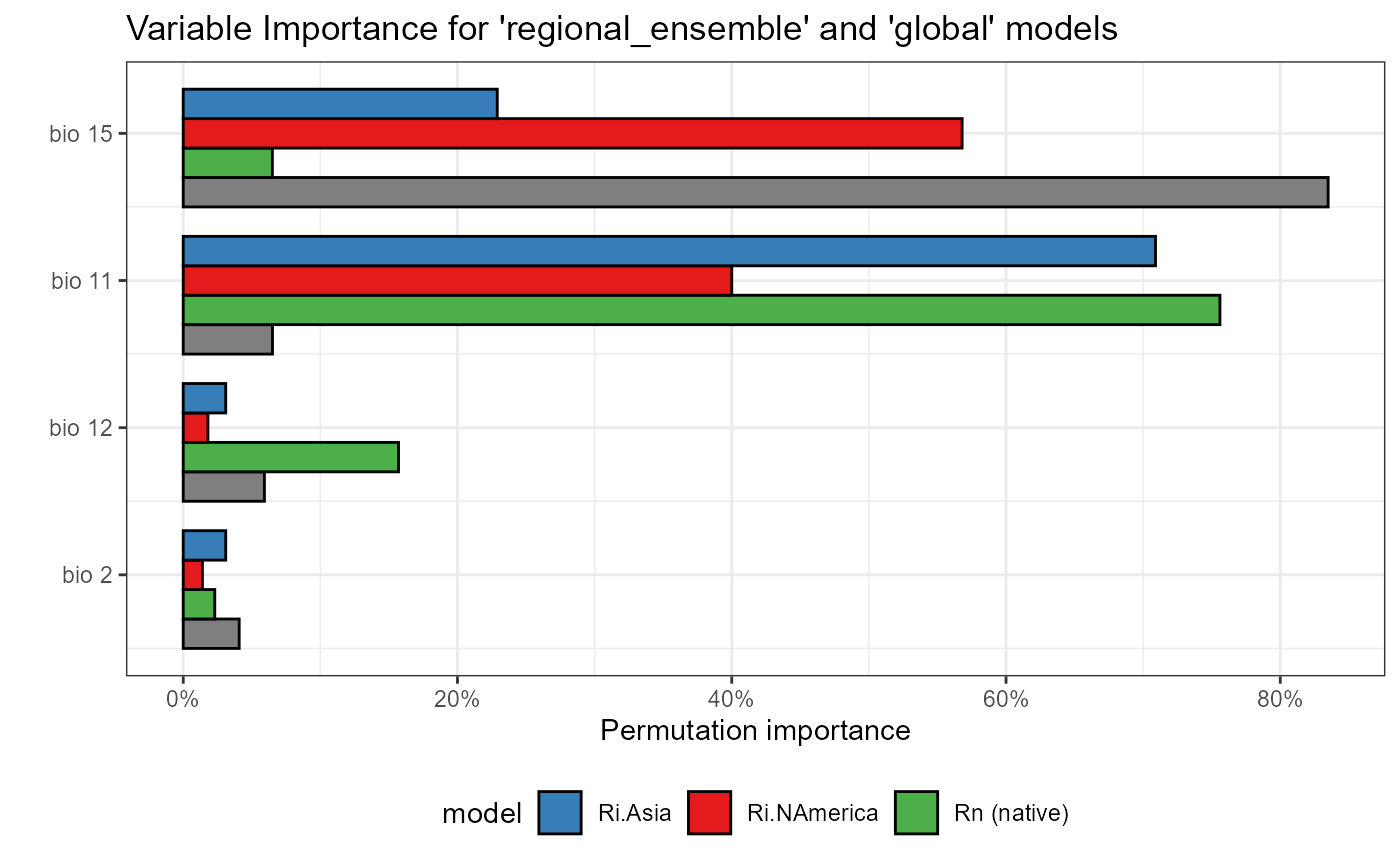 Variable Importance for 'regional_ensemble' and 'global' models
bio 15
bio 11
bio 12
bio 2
0% 20% 40% 60% 80%
Permutation importance
model Ri.Asia Ri.NAmerica Rn (native)